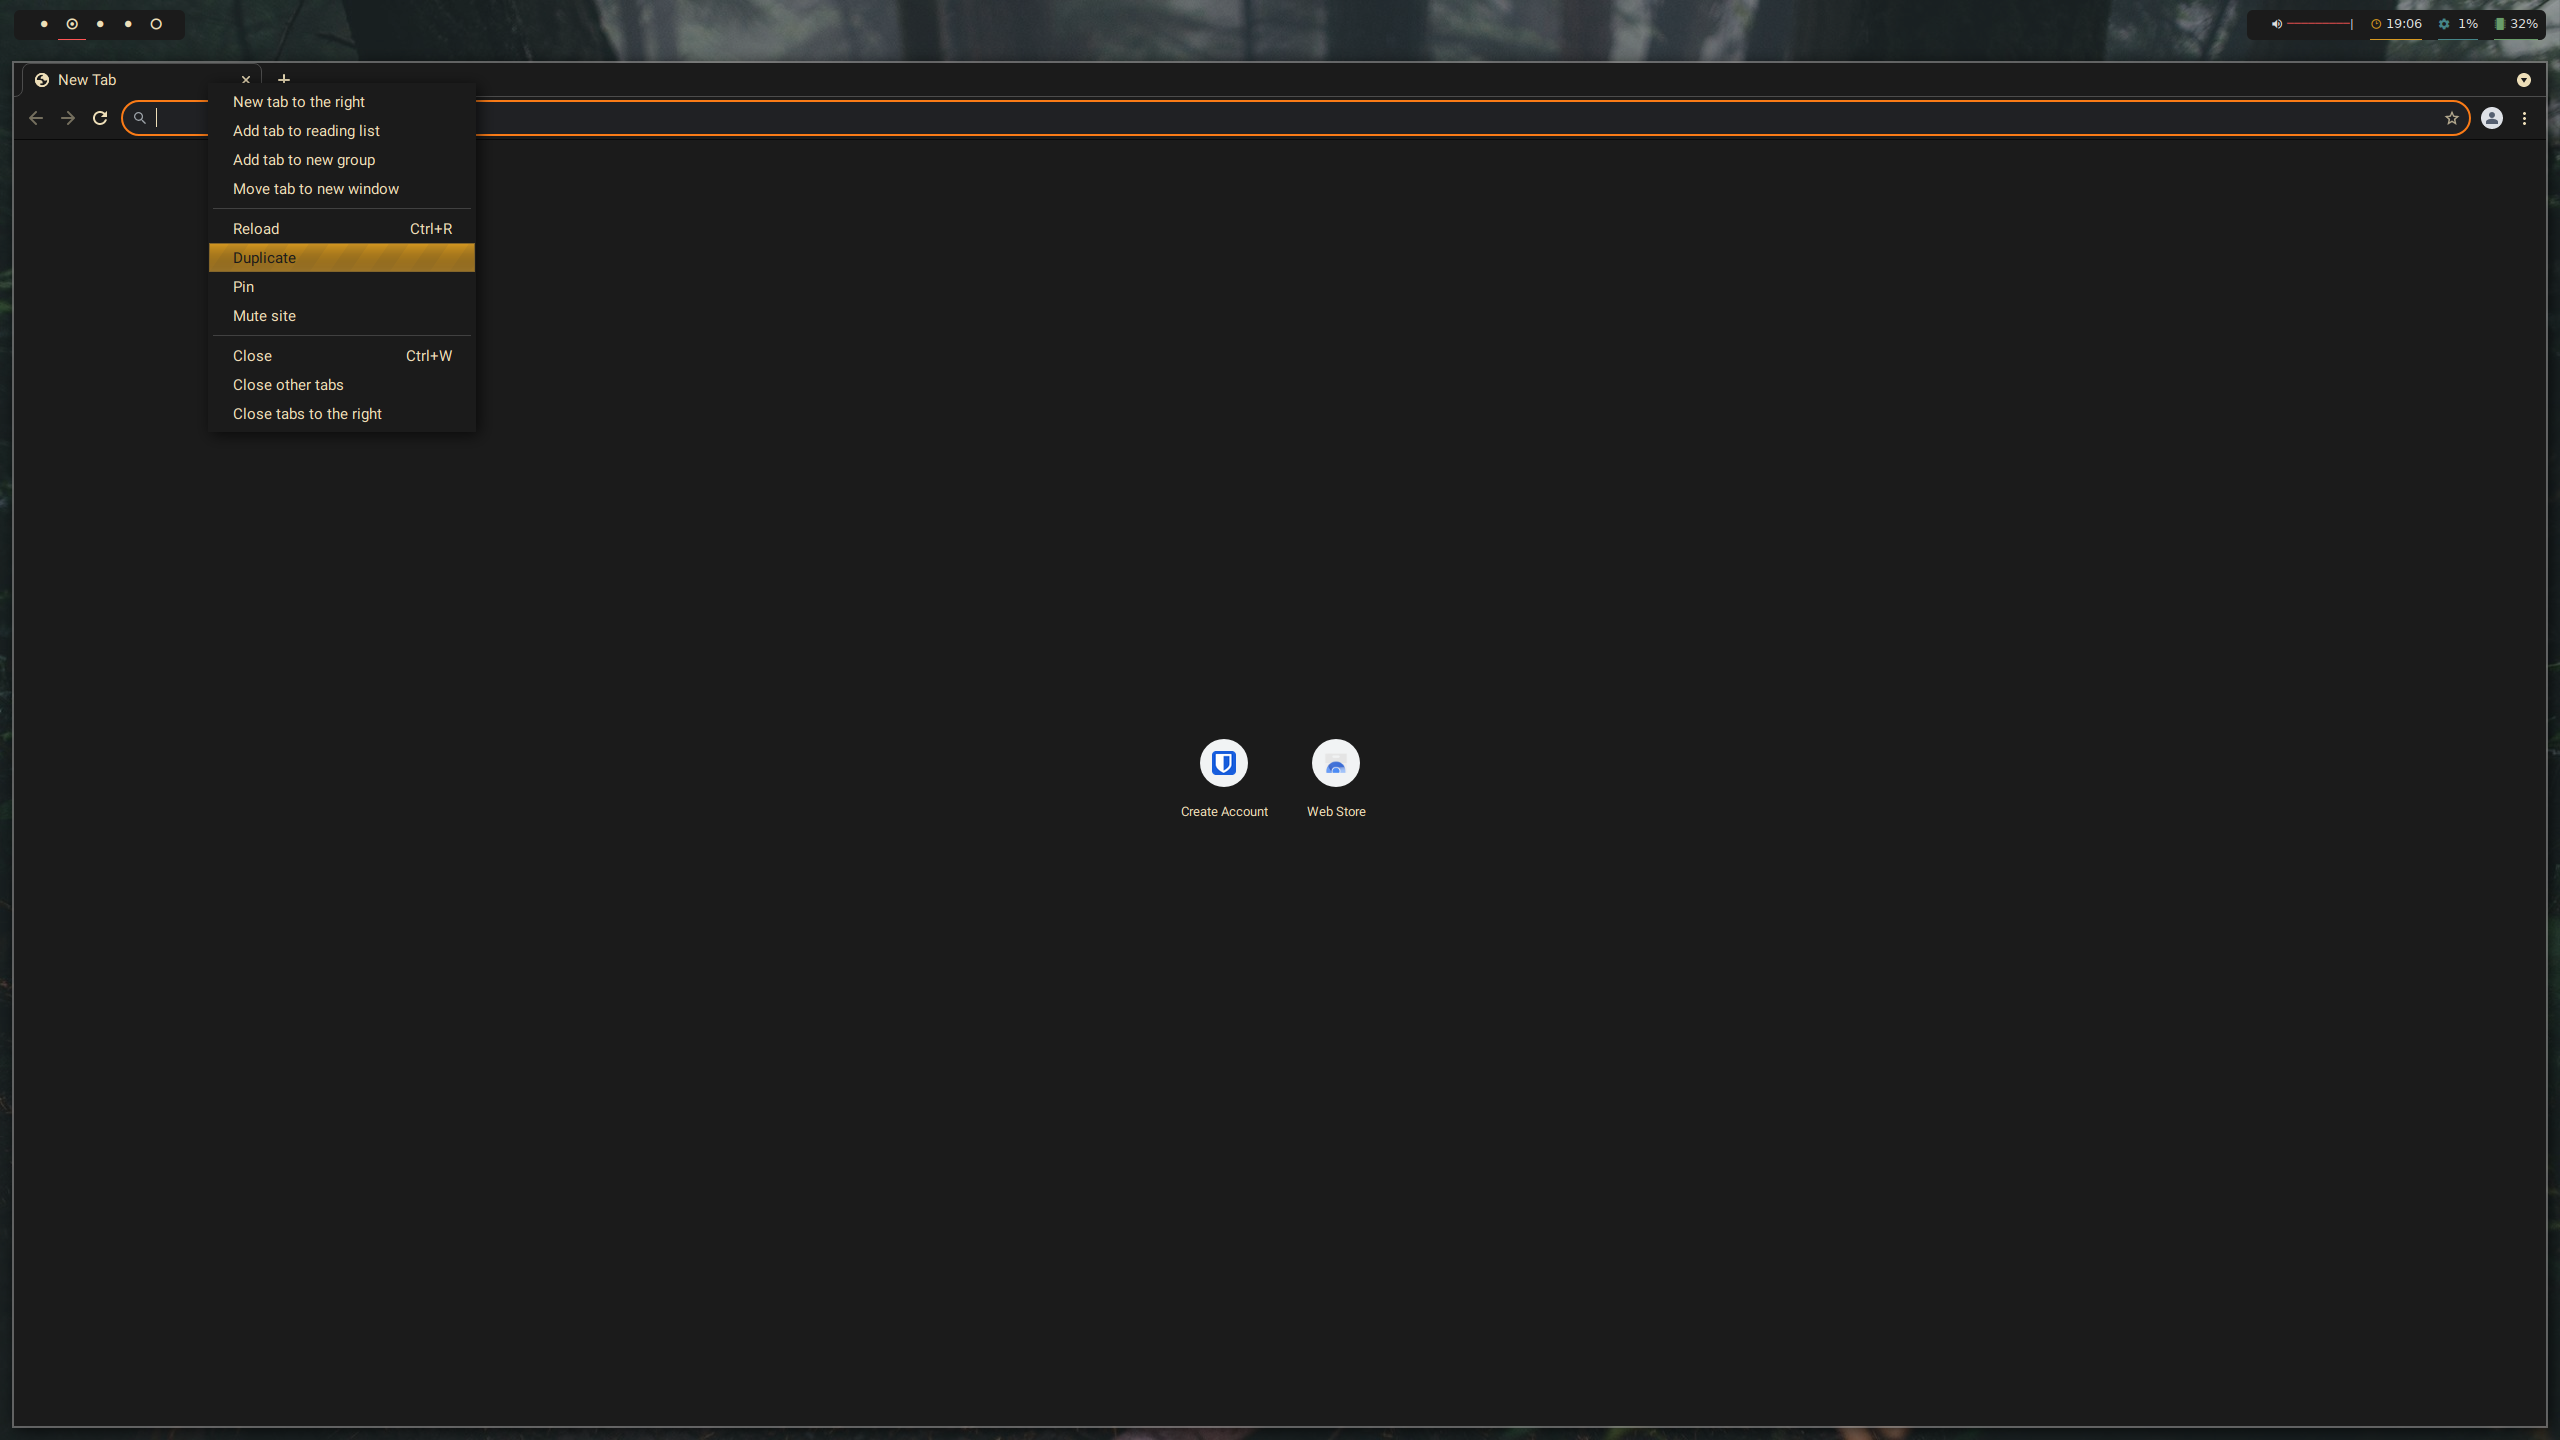 19:06 1% 32%
New Tab
New tab to the right
Add tab to reading list
Add tab to new group
Move tab to new window
Reload Ctrl+R
Duplicate
Pin
Mute site
Close Ctrl+W
Close other tabs
Close tabs to the right
Create Account Web Store